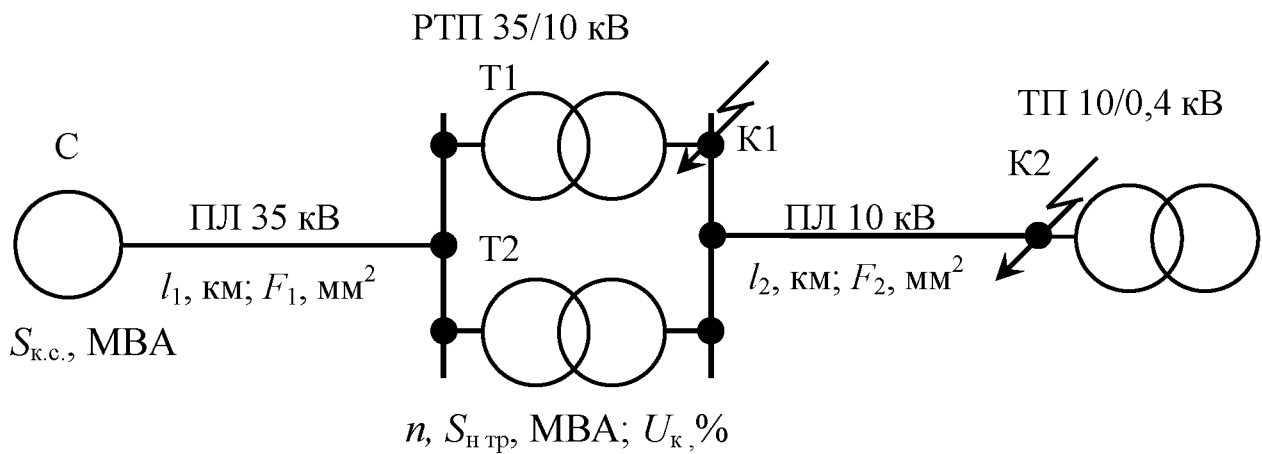 РТП 35/10 кВ
Т1
ТП 10/0,4 кВ
С
К1
К2
ПЛ 35 кВ
Т2
ПЛ 10 кВ
l₁, км; F₁, мм²
l₂, км; F₂, мм²
Sк.с., МВА
n, Sн тр, МВА; Uк ,%